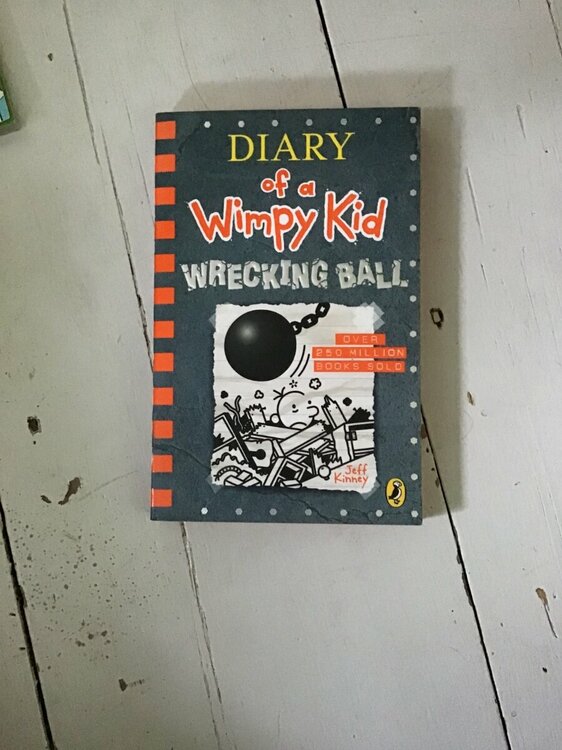 DIARY
of a
Wimpy Kid
WRECKING BALL
OVER
250 MILLION
BOOKS SOLD
Jeff
Kinney